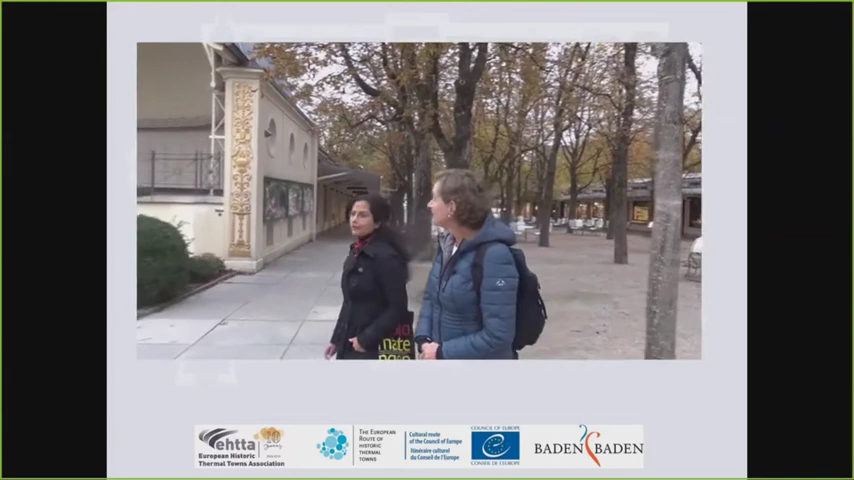 ehtta
European Historic
Thermal Towns Association
THE EUROPEAN
ROUTE OF
HISTORIC
THERMAL
TOWNS
Cultural route
of the Council of Europe
Itinéraire culturel
du Conseil de l'Europe
COUNCIL OF EUROPE
CONSEIL DE L'EUROPE
BADEN BADEN